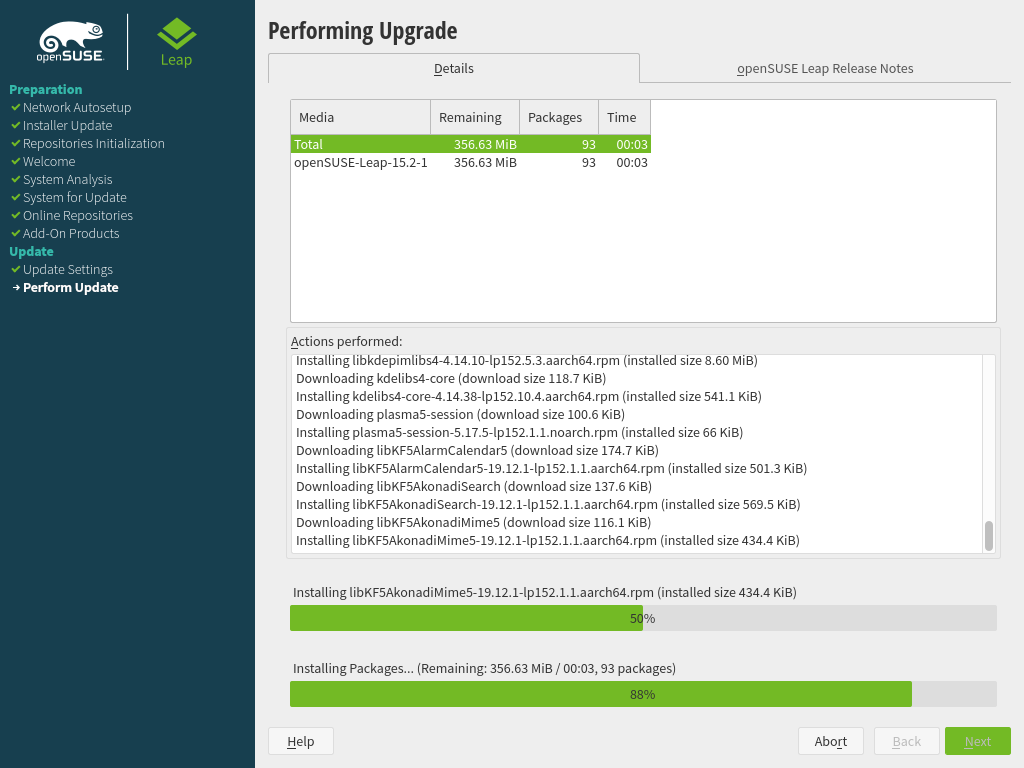 openSUSE
Leap
Preparation
Network Autosetup
Installer Update
Repositories Initialization
Welcome
System Analysis
System for Update
Online Repositories
Add-On Products
Update
Update Settings
Perform Update
Performing Upgrade
Details
openSUSE Leap Release Notes
Media Remaining Packages Time
Total 356.63 MiB 93 00:03
openSUSE-Leap-15.2-1 356.63 MiB 93 00:03
Actions performed:
Installing libkdepimlibs4-4.14.10-lp152.5.3.aarch64.rpm (installed size 8.60 MiB)
Downloading kdelibs4-core (download size 118.7 KiB)
Installing kdelibs4-core-4.14.38-lp152.10.4.aarch64.rpm (installed size 541.1 KiB)
Downloading plasma5-session (download size 100.6 KiB)
Installing plasma5-session-5.17.5-lp152.1.1.noarch.rpm (installed size 66 KiB)
Downloading libKF5AlarmCalendar5 (download size 174.7 KiB)
Installing libKF5AlarmCalendar5-19.12.1-lp152.1.1.aarch64.rpm (installed size 501.3 KiB)
Downloading libKF5AkonadiSearch (download size 137.6 KiB)
Installing libKF5AkonadiSearch-19.12.1-lp152.1.1.aarch64.rpm (installed size 569.5 KiB)
Downloading libKF5AkonadiMime5 (download size 116.1 KiB)
Installing libKF5AkonadiMime5-19.12.1-lp152.1.1.aarch64.rpm (installed size 434.4 KiB)
Installing libKF5AkonadiMime5-19.12.1-lp152.1.1.aarch64.rpm (installed size 434.4 KiB)
50%
Installing Packages... (Remaining: 356.63 MiB / 00:03, 93 packages)
88%
Help
Abort
Back
Next